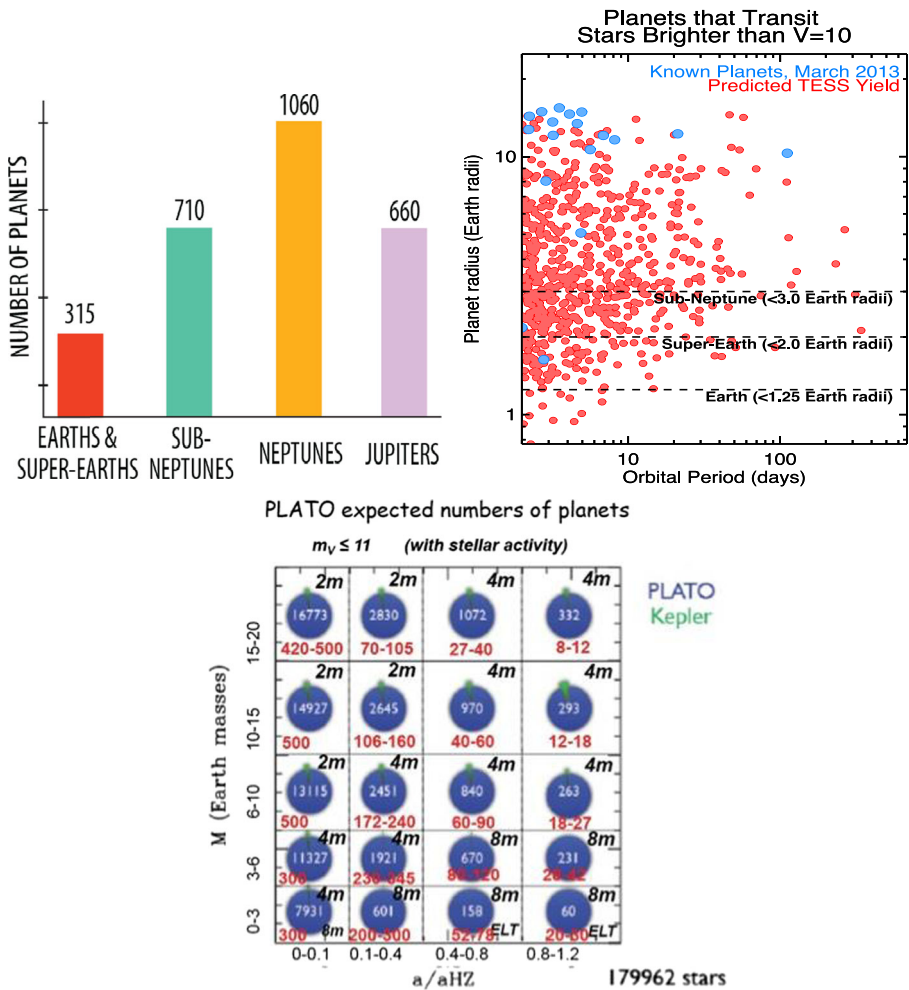 NUMBER OF PLANETS
315
710
1060
660
EARTHS &
SUPER-EARTHS
SUB-
NEPTUNES
NEPTUNES
JUPITERS
Planets that Transit
Stars Brighter than V=10
Known Planets, March 2013
Predicted TESS Yield
Planet radius (Earth radii)
10
1
Sub-Neptune (<3.0 Earth radii)
Super-Earth (<2.0 Earth radii)
Earth (<1.25 Earth radii)
10 100
Orbital Period (days)
PLATO expected numbers of planets
mV ≤ 11 (with stellar activity)
PLATO
Kepler
M (Earth masses)
15-20
2m 2m 4m 4m
16773 2830 1072 332
420-500 70-105 27-40 8-12
10-15
2m 2m 4m 4m
14927 2645 970 293
500 106-160 40-60 12-18
6-10
2m 4m 4m 4m
13115 2451 840 263
500 172-240 60-90 18-27
3-6
4m 4m 8m 8m
11327 1921 670 231
300
0-3
4m 8m 8m 8m
7931 601 158 60
300 8m 200-300 ELT ELT
0-0.1 0.1-0.4 0.4-0.8 0.8-1.2
a/aHZ
179962 stars